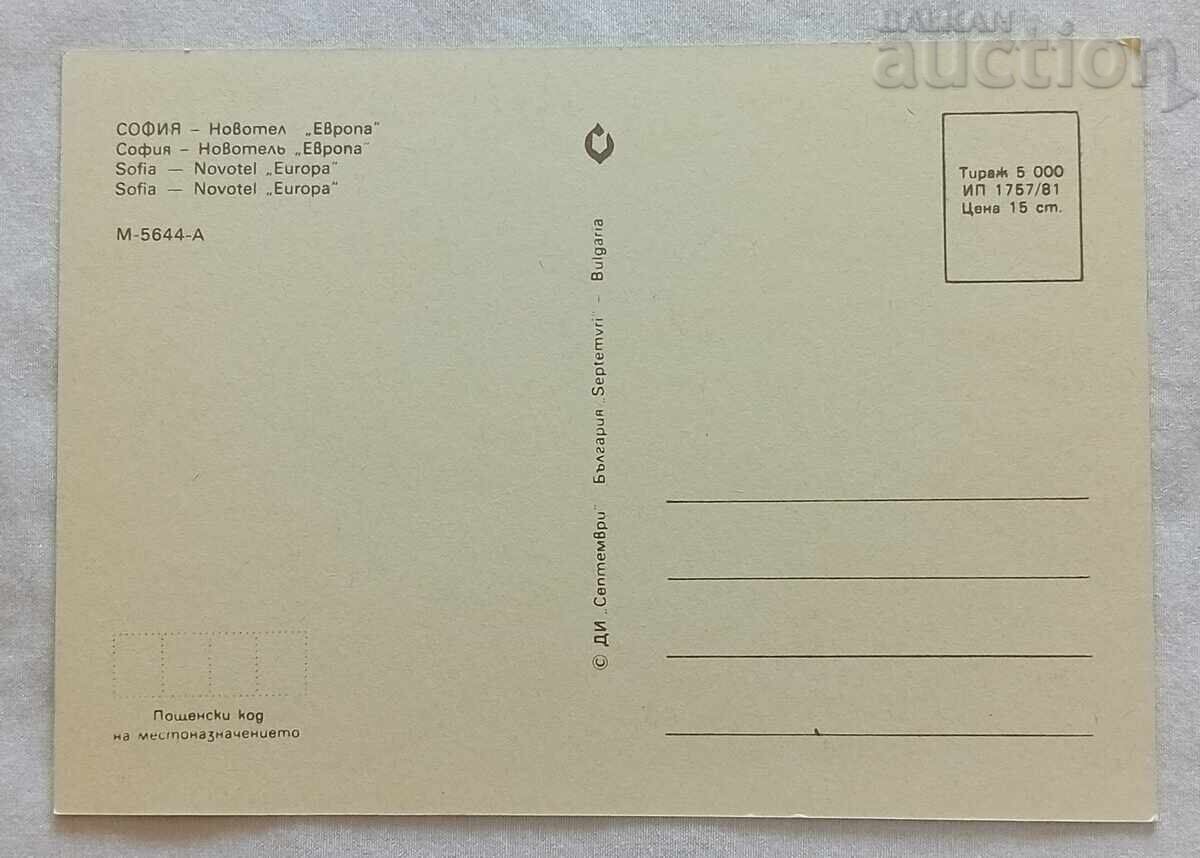 СОФИЯ – Новотел „Европа"
София – Новотель „Европа"
Sofia — Novotel „Europa"
Sofia — Novotel „Europa"
М-5644-А
© ДИ „Септември" България „Septemvri" - Bulgaria
Тираж 5 000
ИП 1757/81
Цена 15 ст.
Пощенски код
на местоназначението
BALKAN
auction